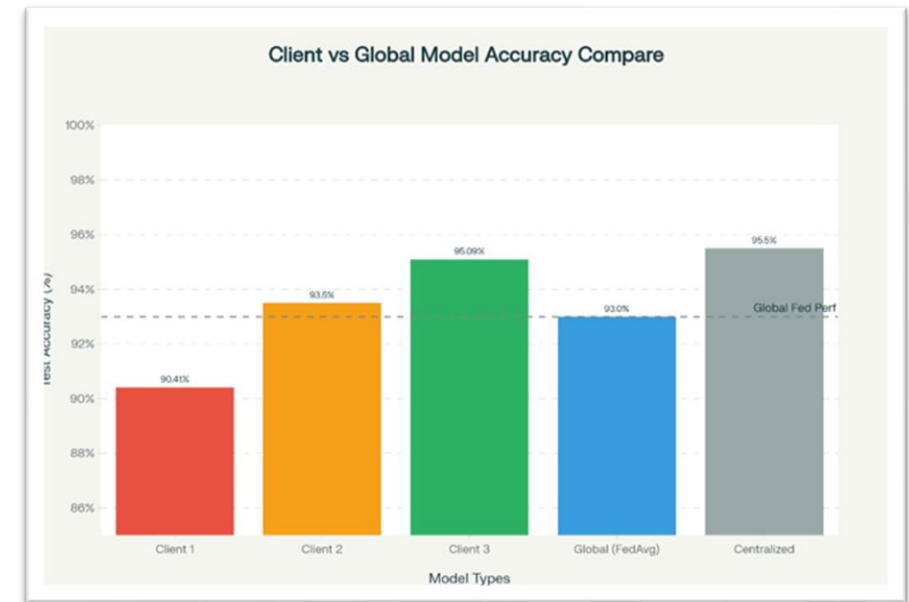 Client vs Global Model Accuracy Compare
100%
98%
96%
94%
92%
90%
88%
86%
Test Accuracy (%)
90.41%
93.5%
95.09%
93.0%
95.5%
Global Fed Perf
Client 1
Client 2
Client 3
Global (FedAvg)
Centralized
Model Types